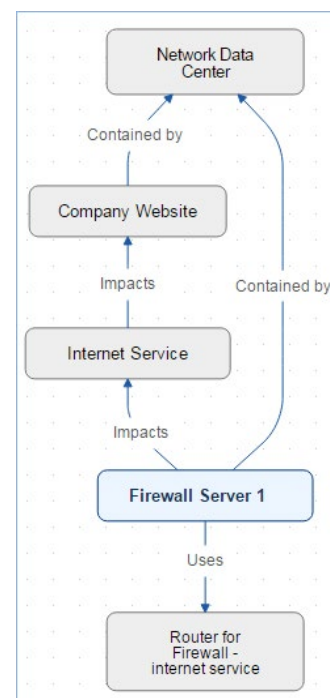 Network Data
Center
Contained by
Company Website
Impacts
Contained by
Internet Service
Impacts
Firewall Server 1
Uses
Router for
Firewall -
internet service